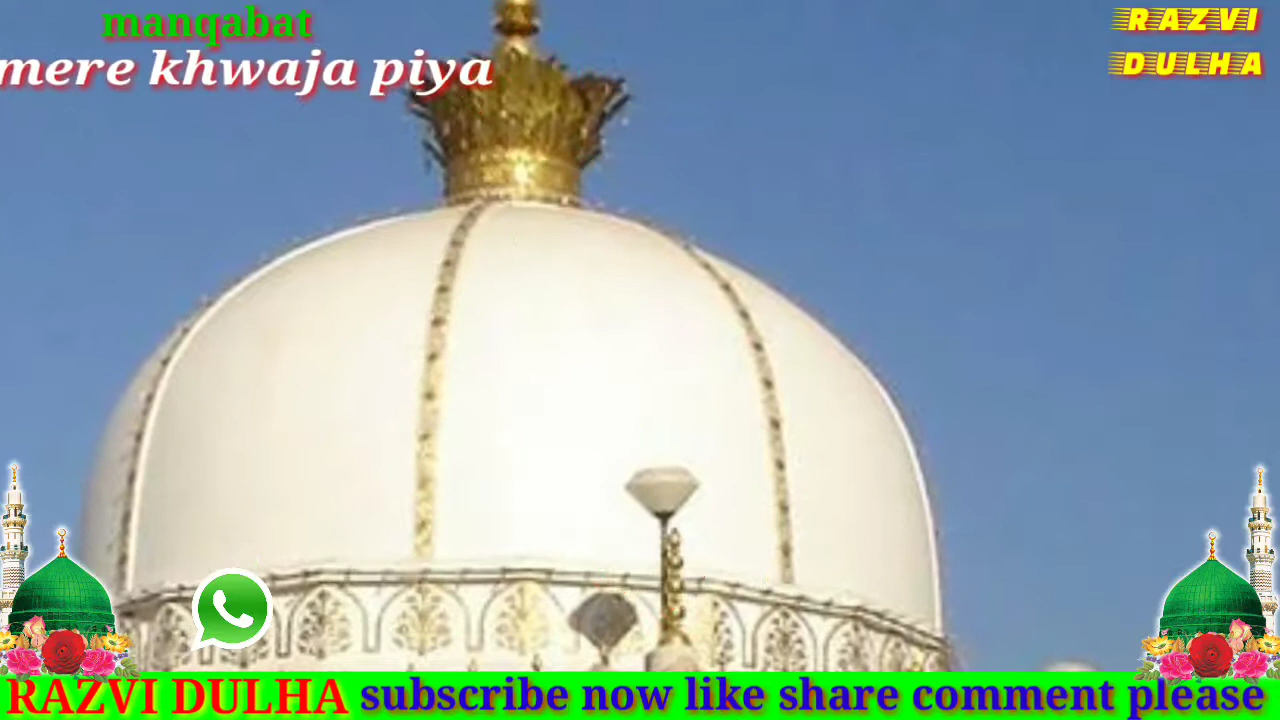 manqabat
mere khwaja piya
RAZVI
DULHA
RAZVI DULHA subscribe now like share comment please